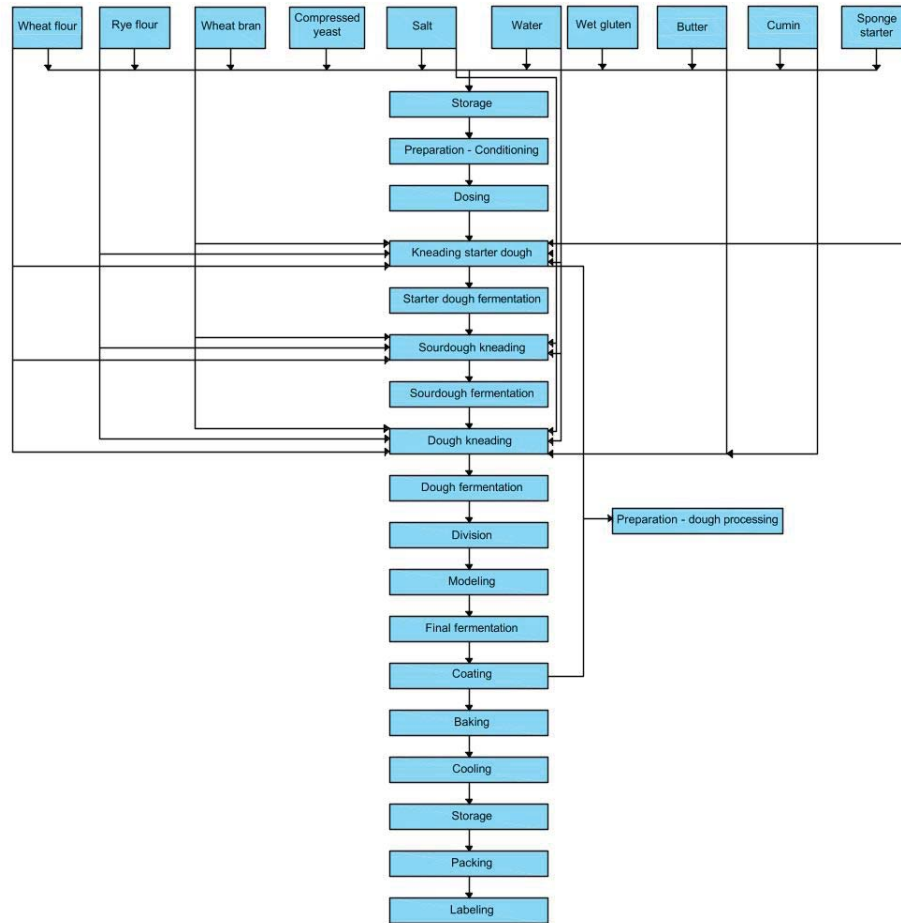 Wheat flour
Rye flour
Wheat bran
Compressed
yeast
Salt
Water
Wet gluten
Butter
Cumin
Sponge
starter
Storage
Preparation - Conditioning
Dosing
Kneading starter dough
Starter dough fermentation
Sourdough kneading
Sourdough fermentation
Dough kneading
Dough fermentation
Preparation - dough processing
Division
Modeling
Final fermentation
Coating
Baking
Cooling
Storage
Packing
Labeling